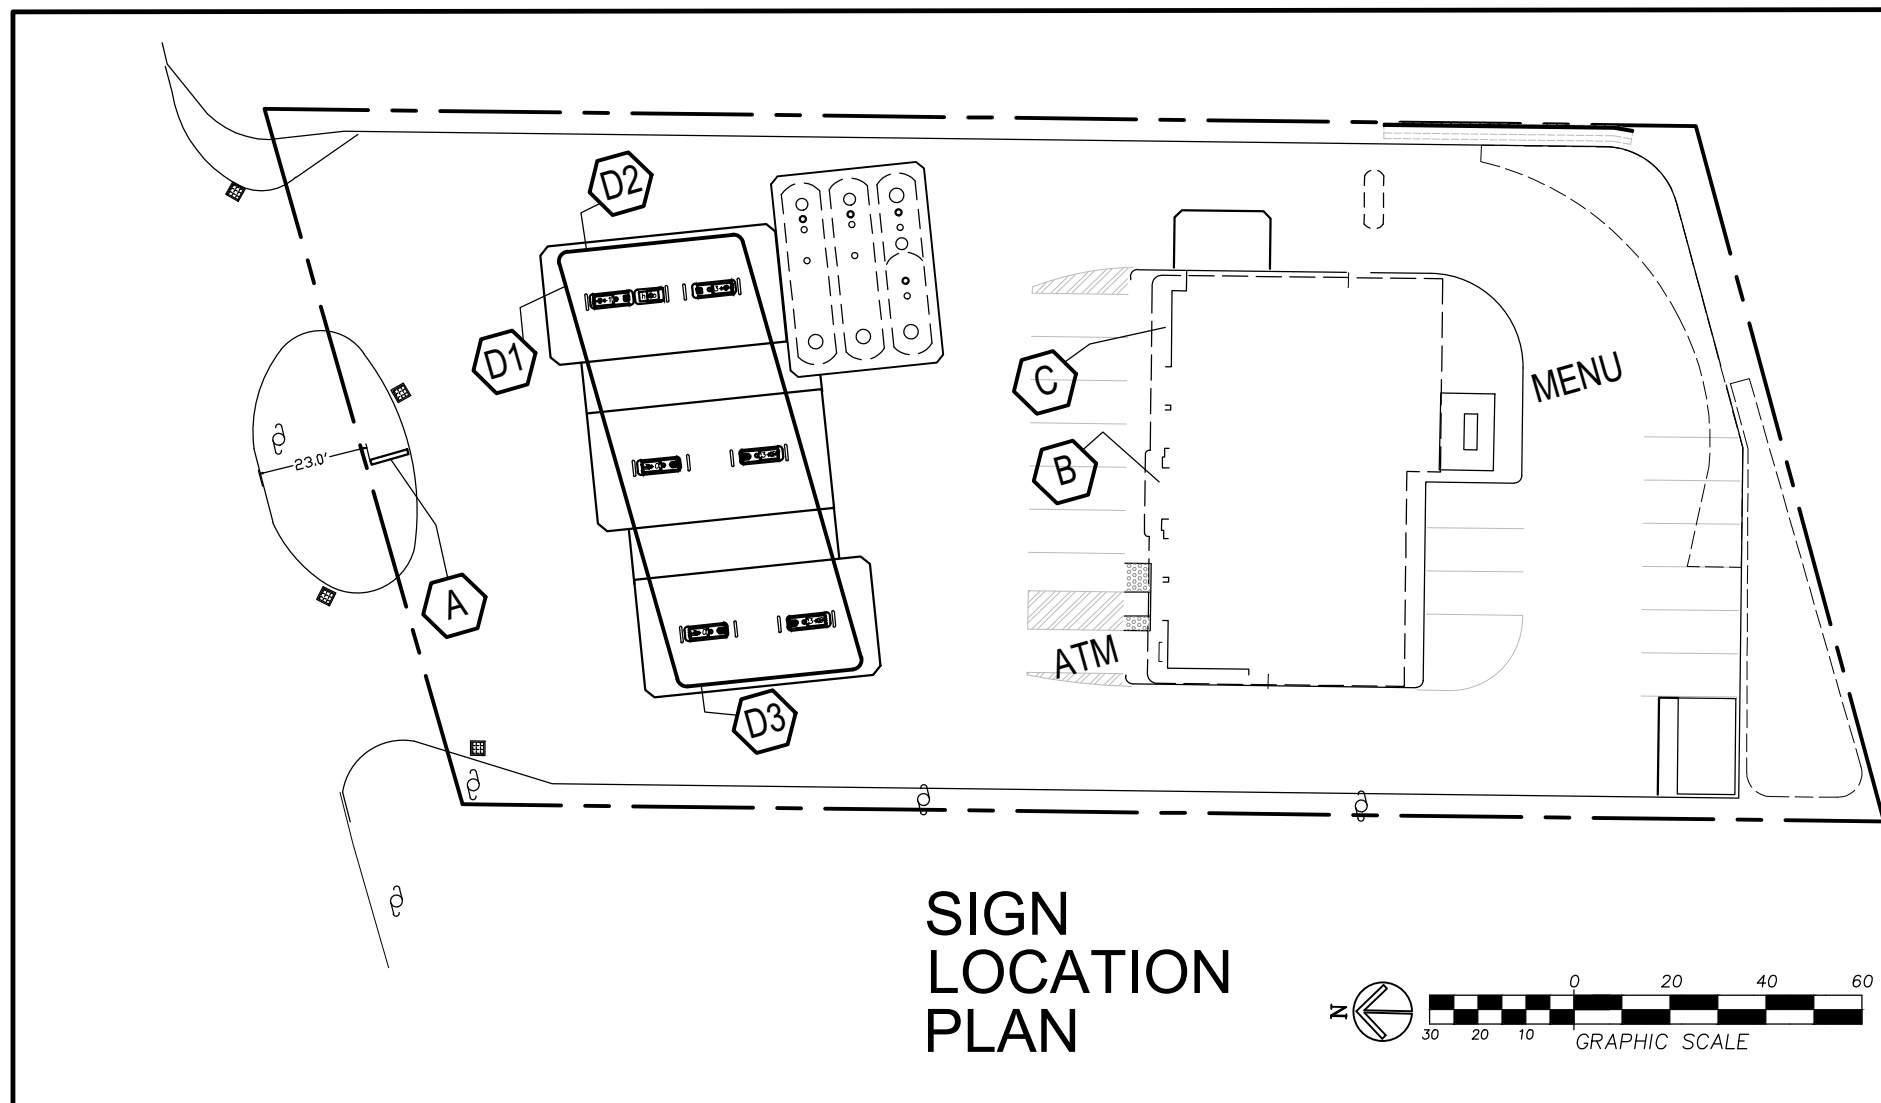 D2
D1
C
MENU
B
23.0'
A
ATM
D3
SIGN
LOCATION
PLAN
N
0 20 40 60
30 20 10
GRAPHIC SCALE